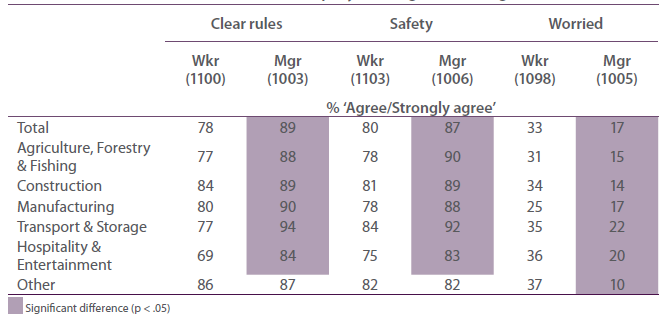 Clear rules Safety Worried
Wkr Mgr Wkr Mgr Wkr Mgr
(1100) (1003) (1103) (1006) (1098) (1005)
% ‘Agree/Strongly agree’
Total 78 89 80 87 33 17
Agriculture, Forestry
& Fishing 77 88 78 90 31 15
Construction 84 89 81 89 34 14
Manufacturing 80 90 78 88 25 17
Transport & Storage 77 94 84 92 35 22
Hospitality &
Entertainment 69 84 75 83 36 20
Other 86 87 82 82 37 10
Significant difference (p < .05)